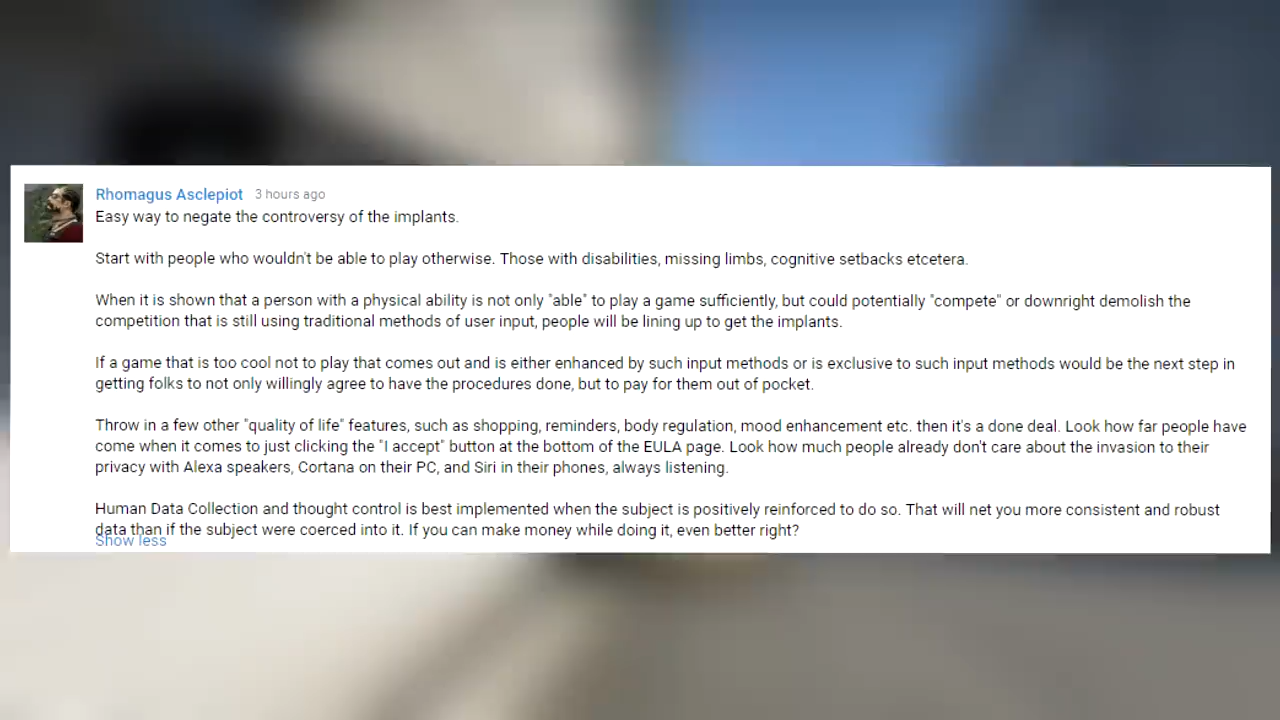 Rhomagus Asclepiot 3 hours ago
Easy way to negate the controversy of the implants.
Start with people who wouldn't be able to play otherwise. Those with disabilities, missing limbs, cognitive setbacks etcetera.
When it is shown that a person with a physical ability is not only "able" to play a game sufficiently, but could potentially "compete" or downright demolish the
competition that is still using traditional methods of user input, people will be lining up to get the implants.
If a game that is too cool not to play that comes out and is either enhanced by such input methods or is exclusive to such input methods would be the next step in
getting folks to not only willingly agree to have the procedures done, but to pay for them out of pocket.
Throw in a few other "quality of life" features, such as shopping, reminders, body regulation, mood enhancement etc. then it's a done deal. Look how far people have
come when it comes to just clicking the "I accept" button at the bottom of the EULA page. Look how much people already don't care about the invasion to their
privacy with Alexa speakers, Cortana on their PC, and Siri in their phones, always listening.
Human Data Collection and thought control is best implemented when the subject is positively reinforced to do so. That will net you more consistent and robust
data than if the subject were coerced into it. If you can make money while doing it, even better right?
Show less